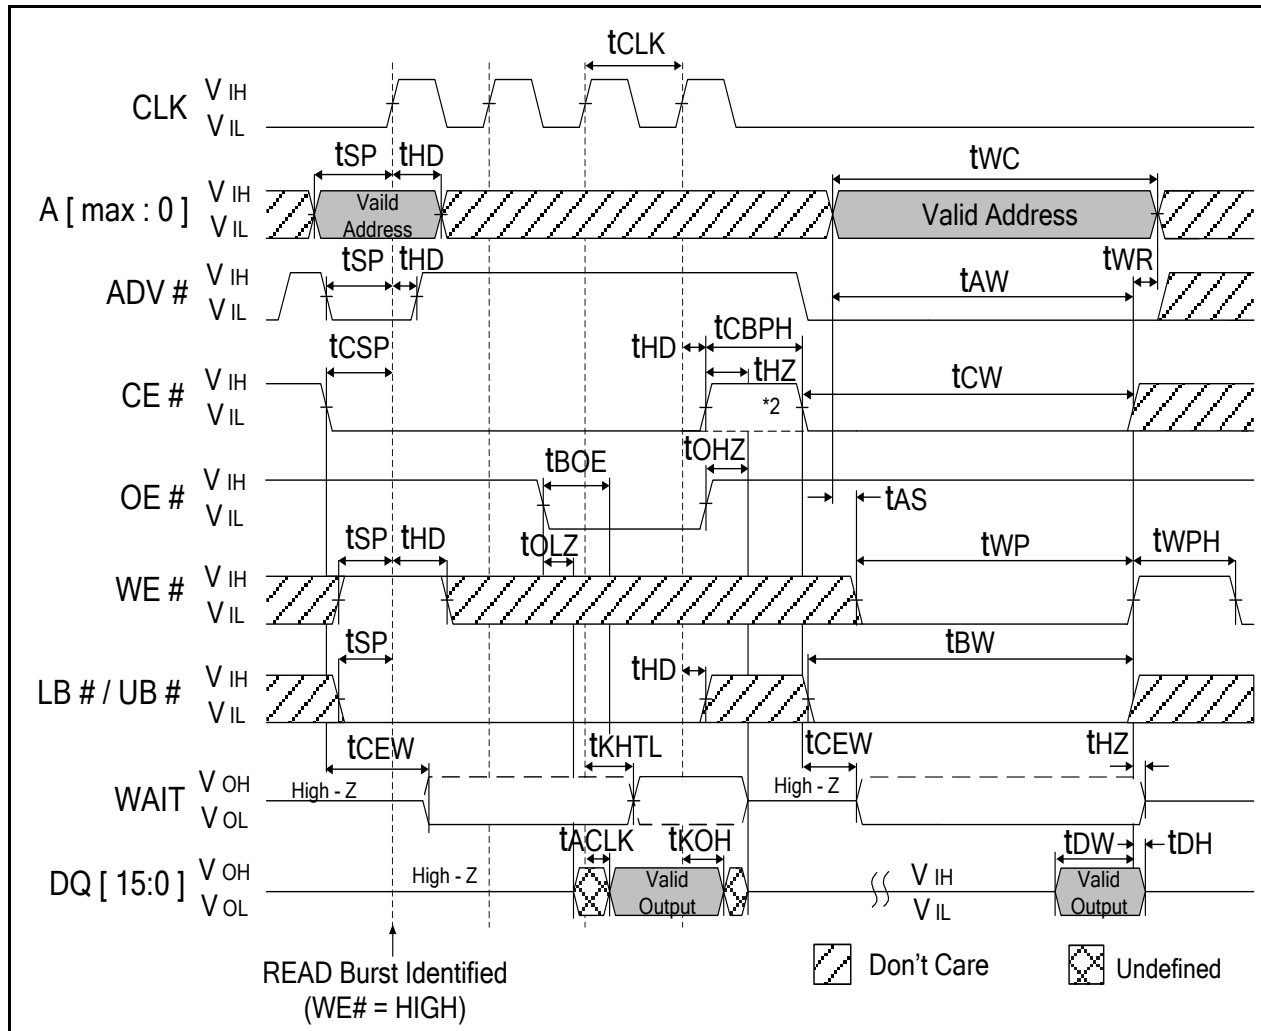 tCLK
CLK
V IH
V IL
tSP
tHD
tWC
A [ max : 0 ]
V IH
V IL
Vaild
Address
Valid Address
tSP
tHD
tWR
ADV #
V IH
V IL
tAW
tCBPH
tHD
tCSP
tHZ
CE #
V IH
V IL
*2
tCW
tOHZ
tBOE
OE #
V IH
V IL
tAS
tSP
tHD
tOLZ
tWP
tWPH
WE #
V IH
V IL
tSP
tBW
tHD
LB # / UB #
V IH
V IL
tCEW
tKHTL
tCEW
tHZ
WAIT
V OH
V OL
High - Z
High - Z
tACLK
tKOH
tDW
tDH
DQ [ 15:0 ]
V OH
V OL
High - Z
Valid
Output
V IH
V IL
Valid
Output
READ Burst Identified
(WE# = HIGH)
Don't Care
Undefined